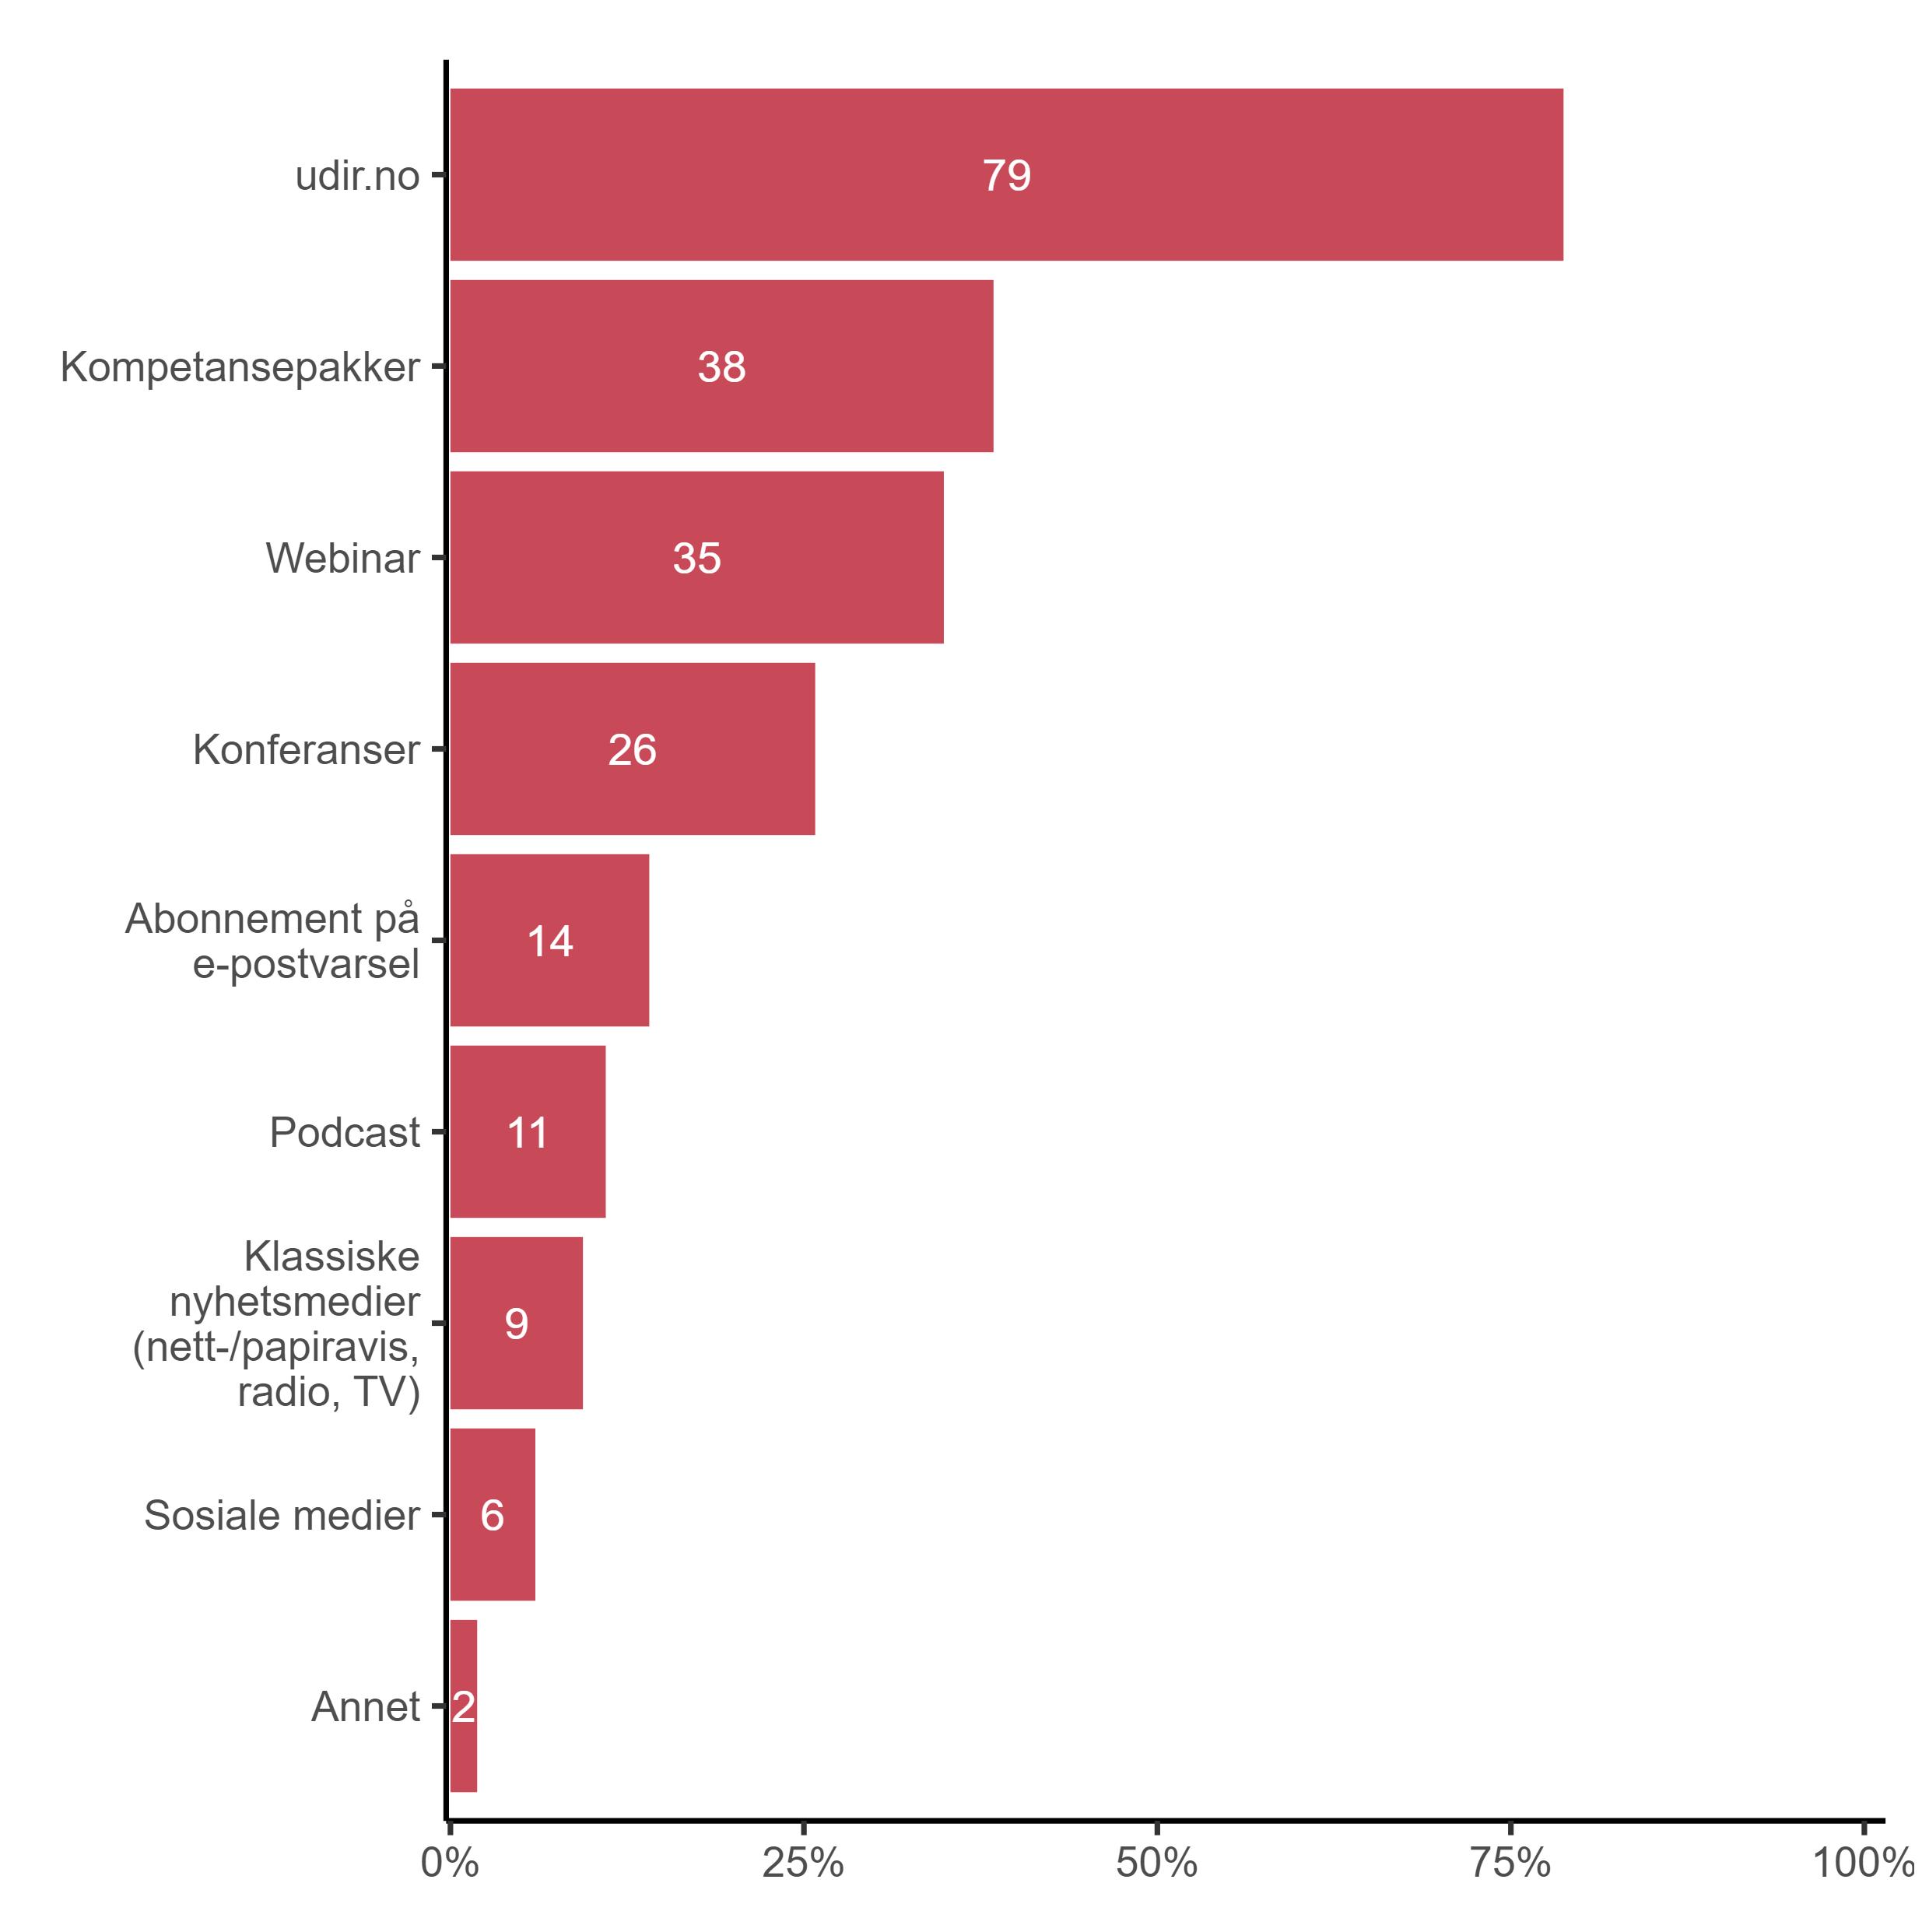 udir.no
79
Kompetansepakker
38
Webinar
35
Konferanser
26
Abonnement på
e-postvarsel
14
Podcast
11
Klassiske
nyhetsmedier
(nett-/papiravis,
radio, TV)
9
Sosiale medier
6
Annet
2
0% 25% 50% 75% 100%